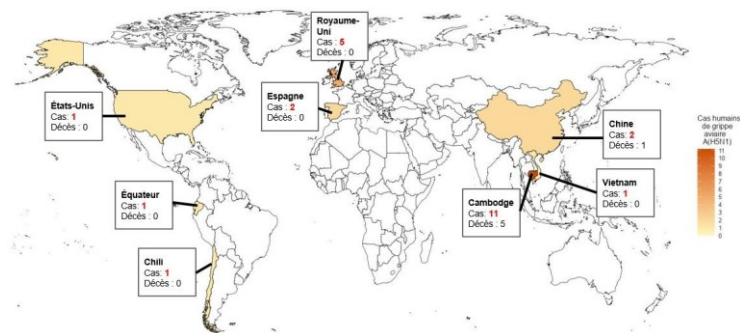 Royaume-
Uni
Cas : 5
Décès : 0
Espagne
Cas : 2
Décès : 0
États-Unis
Cas: 1
Décès : 0
Chine
Cas : 2
Décès : 1
Équateur
Cas: 1
Décès : 0
Cambodge
Cas: 11
Décès : 5
Vietnam
Cas: 1
Décès : 0
Chili
Cas: 1
Décès : 0
Cas humains
de grippe
aviaire
A(H5N1)
11
10
9
8
7
6
5
4
3
2
1
0